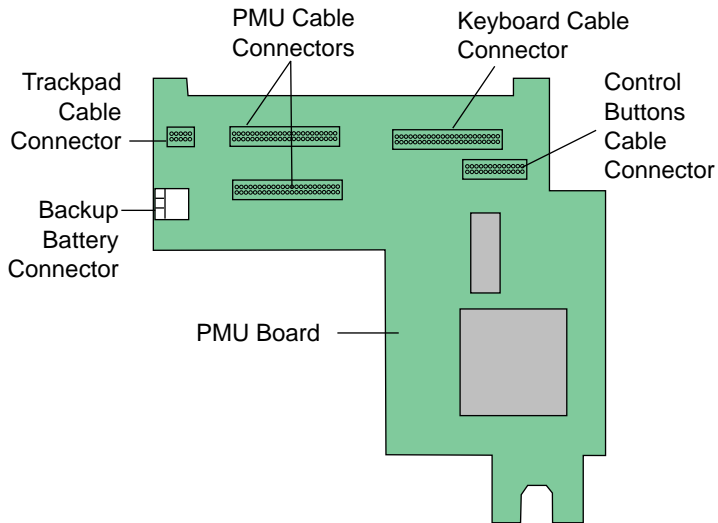 PMU Cable
Connectors
Keyboard Cable
Connector
Trackpad
Cable
Connector
Control
Buttons
Cable
Connector
Backup
Battery
Connector
PMU Board